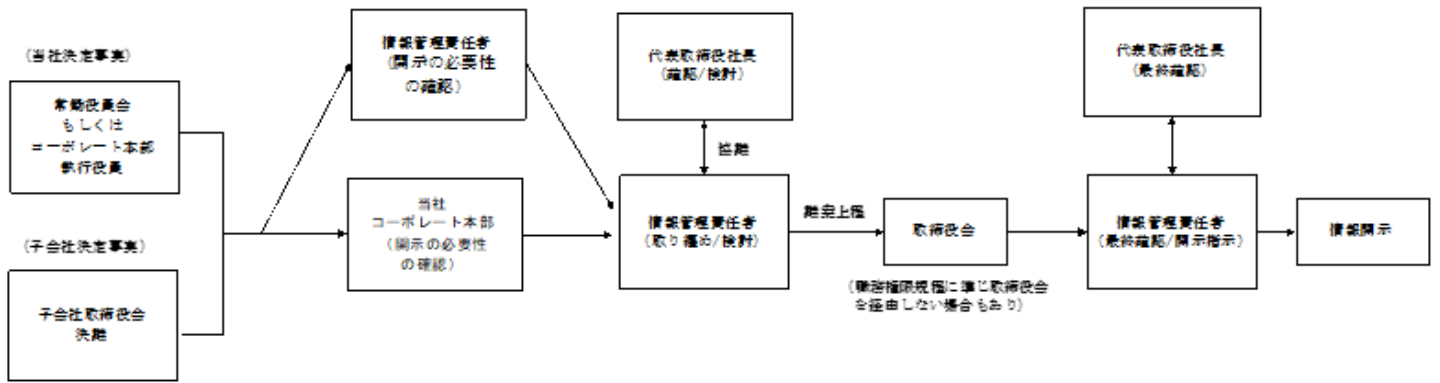 (当社決定事実)
常勤役員会
もしくは
コーポレート本部
執行役員
(子会社決定事実)
子会社取締役会
決議
情報管理責任者
(開示の必要性
の確認)
当社
コーポレート本部
(開示の必要性
の確認)
代表取締役社長
(確認/検討)
協議
情報管理責任者
(取り纏め/検討)
議案上程
取締役会
(職務権限規程に準じ取締役会
を経由しない場合もあり)
代表取締役社長
(最終確認)
情報管理責任者
(最終確認/開示指示)
情報開示